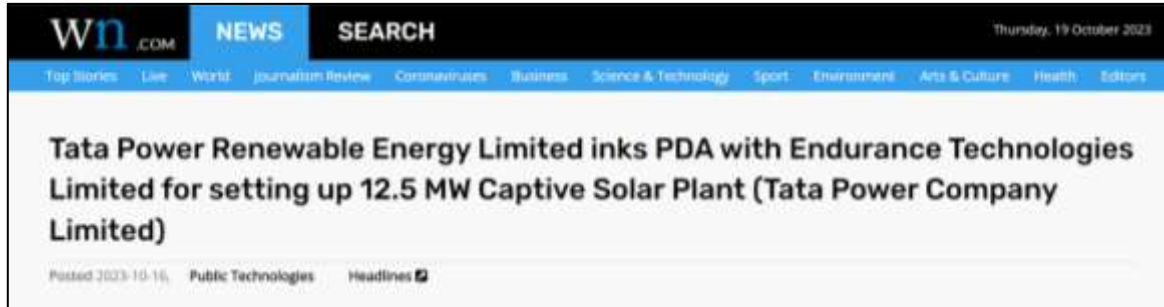 Wn.COM NEWS SEARCH Thursday, 19 October 2023
Top Stories Live World Journalism Review Coronaviruses Business Science & Technology Sport Environment Arts & Culture Health Editors
Tata Power Renewable Energy Limited inks PDA with Endurance Technologies
Limited for setting up 12.5 MW Captive Solar Plant (Tata Power Company
Limited)
Posted 2023-10-16, Public Technologies Headlines